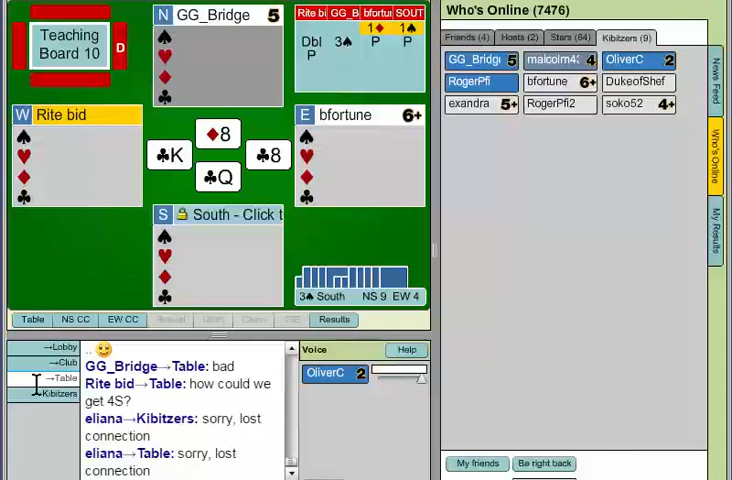 Teaching
Board 10
D
N GG_Bridge 5
Rite bi GG_B bfortu SOUT
1♦ 1♠
Dbl 3♠ P P
P
W Rite bid
E bfortune 6+
♦8
♣K ♣8
♣Q
S South - Click t
3♠ South NS 9 EW 4
Table NS CC EW CC Results
→Lobby
→Club
→Table
→Kibitzers
..
GG_Bridge→Table: bad
Rite bid→Table: how could we
get 4S?
eliana→Kibitzers: sorry, lost
connection
eliana→Table: sorry, lost
connection
Voice Help
OliverC 2
Who's Online (7476)
Friends (4) Hosts (2) Stars (64) Kibitzers (9)
GG_Bridg 5 malcolm4 4 OliverC 2
RogerPfi bfortune 6+ DukeofShef
exandra 5+ RogerPfi2 soko52 4+
News Feed
Who's Online
My Results
My friends Be right back